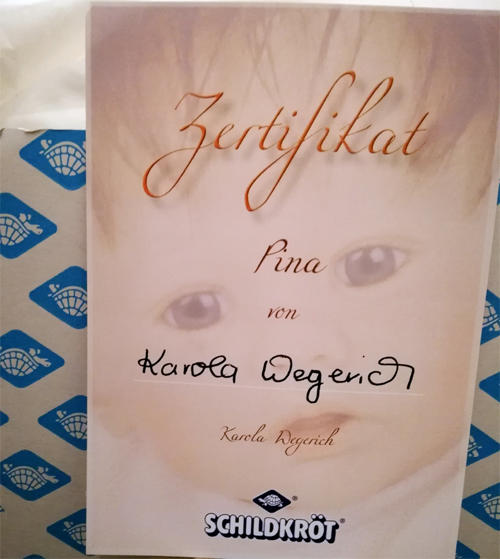 Zertifikat
Pina
von
Karola Wegerich
Karola Wegerich
SCHILDKRÖT®